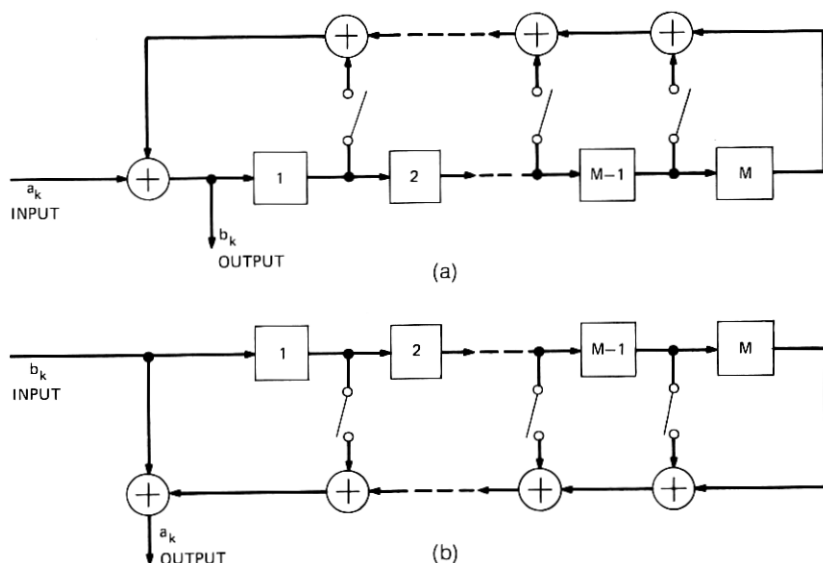 1
2
M−1
M
a_k
INPUT
b_k
OUTPUT
(a)
1
2
M−1
M
b_k
INPUT
a_k
OUTPUT
(b)